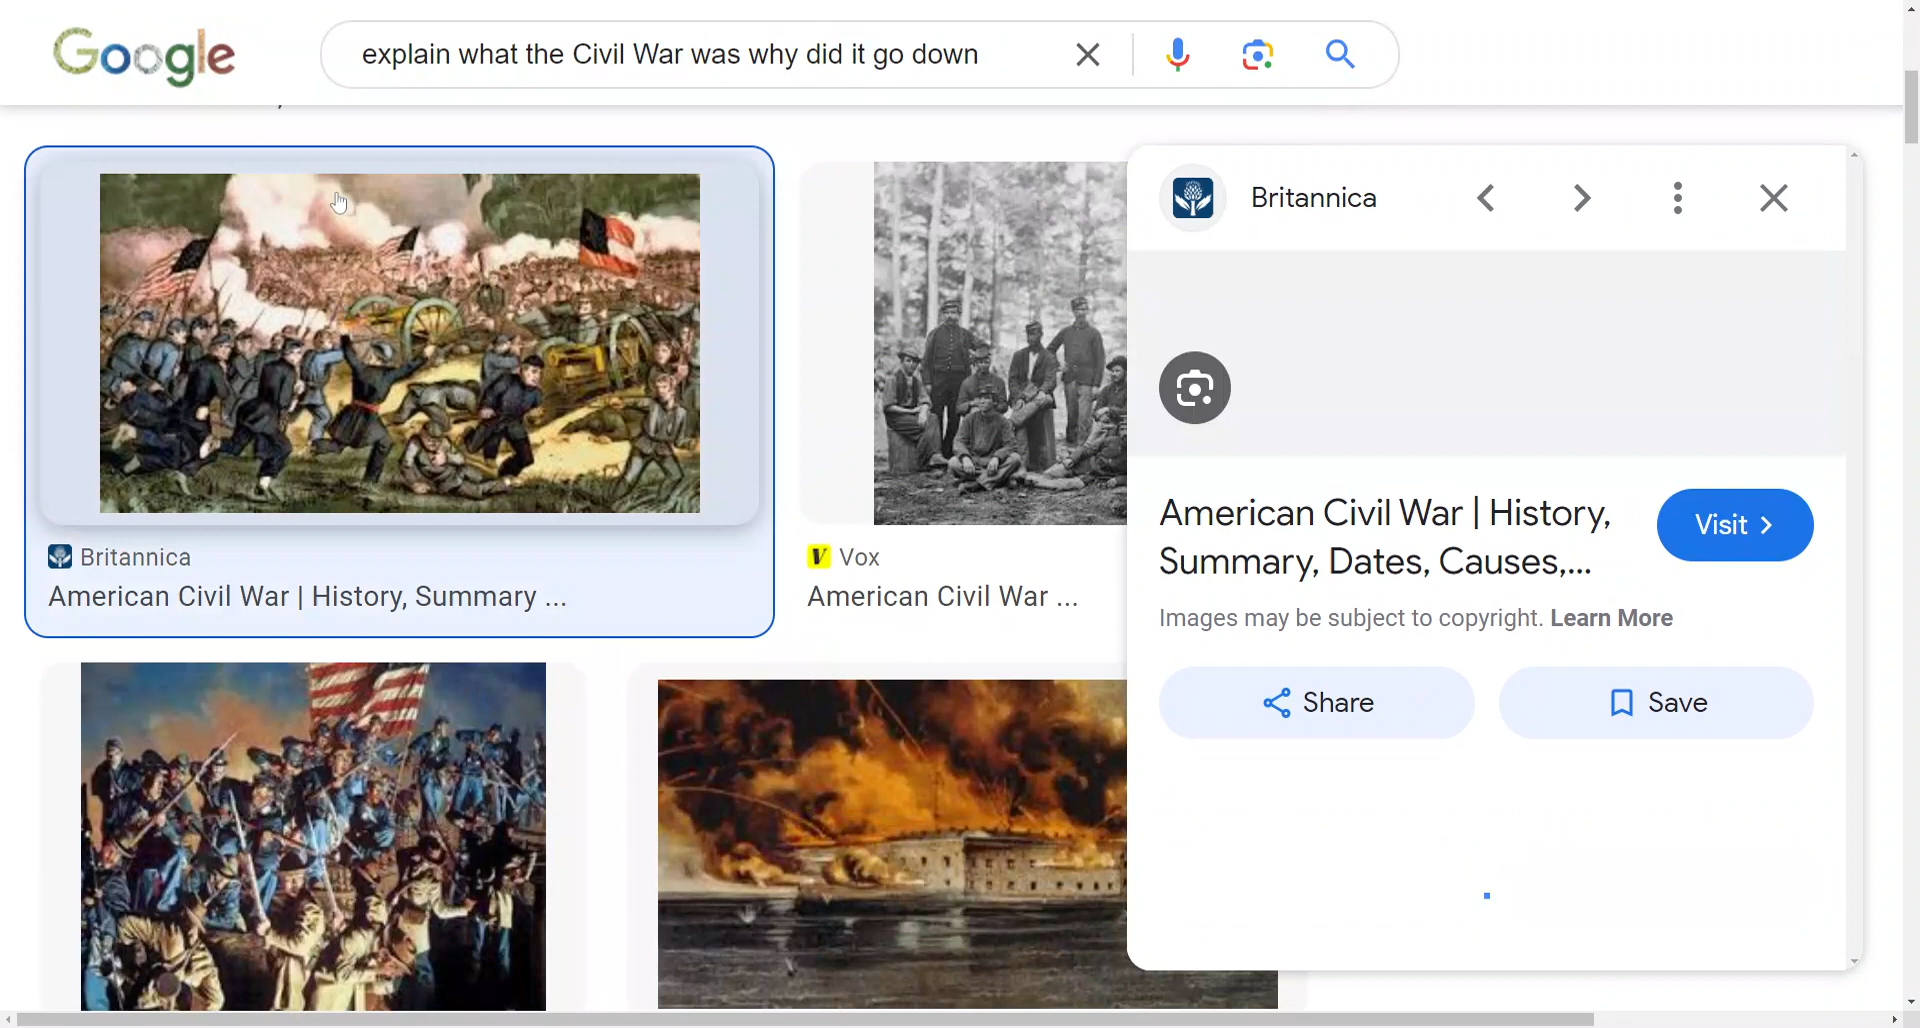 Google
explain what the Civil War was why did it go down
Britannica
American Civil War | History, Summary ...
V Vox
American Civil War ...
Britannica
American Civil War | History,
Summary, Dates, Causes,...
Visit
Images may be subject to copyright. Learn More
Share
Save